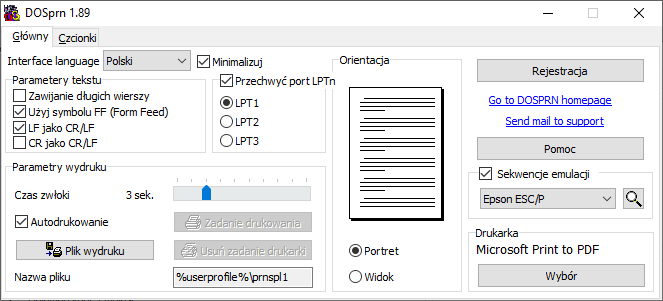 DOSprn 1.89
Główny
Czcionki
Interface language
Polski
Minimalizuj
Parametery tekstu
Zawijanie długich wierszy
Użyj symbolu FF (Form Feed)
LF jako CR/LF
CR jako CR/LF
Przechwyć port LPTn
LPT1
LPT2
LPT3
Parametry wydruku
Czas zwłoki
3 sek.
Autodrukowanie
Zadanie drukowania
Plik wydruku
Usuń zadanie drukarki
Nazwa pliku
%userprofile%\prnspl1
Orientacja
Portret
Widok
Rejestracja
Go to DOSPRN homepage
Send mail to support
Pomoc
Sekwencje emulacji
Epson ESC/P
Drukarka
Microsoft Print to PDF
Wybór